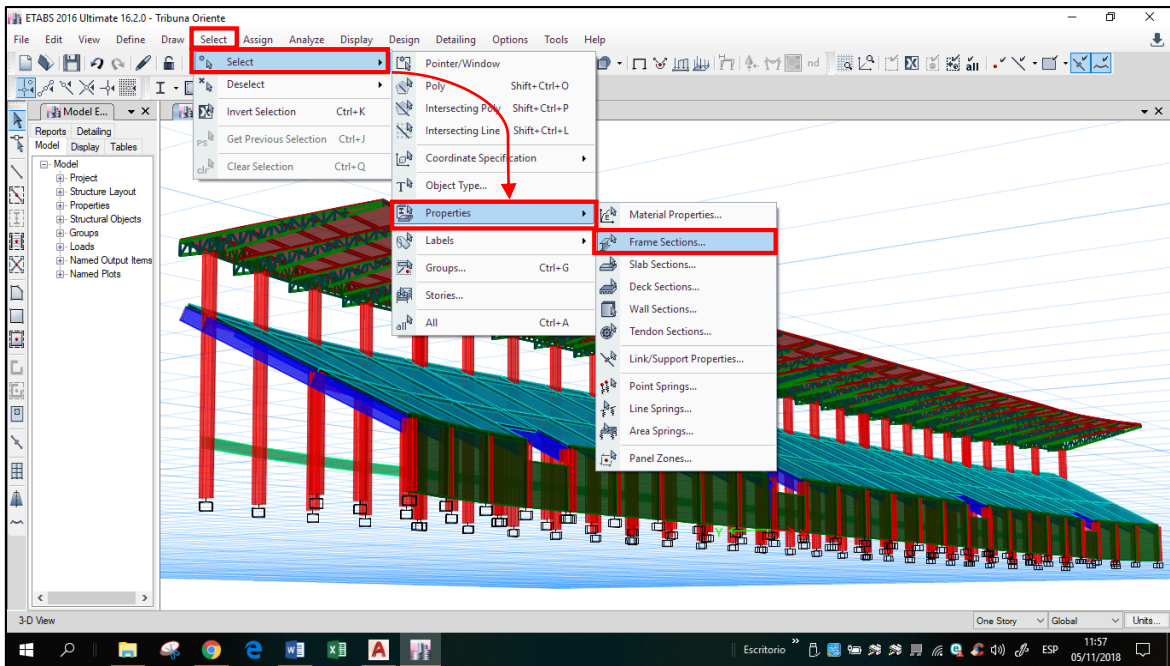 ETABS 2016 Ultimate 16.2.0 - Tribuna Oriente
File Edit View Define Draw Select Assign Analyze Display Design Detailing Options Tools Help
nd
all
Model E...
Reports Detailing
Model Display Tables
Model
Project
Structure Layout
Properties
Structural Objects
Groups
Loads
Named Output Items
Named Plots
Select
Deselect
Invert Selection Ctrl+K
PS Get Previous Selection Ctrl+J
clr Clear Selection Ctrl+Q
Pointer/Window
Poly Shift+Ctrl+O
Intersecting Poly Shift+Ctrl+P
Intersecting Line Shift+Ctrl+L
Coordinate Specification
Object Type...
Properties
Labels
Groups... Ctrl+G
Stories...
all All Ctrl+A
Material Properties...
Frame Sections...
Slab Sections...
Deck Sections...
Wall Sections...
Tendon Sections...
Link/Support Properties...
Point Springs...
Line Springs...
Area Springs...
Panel Zones...
Y
3-D View
One Story Global Units...
Escritorio ESP 11:57
05/11/2018